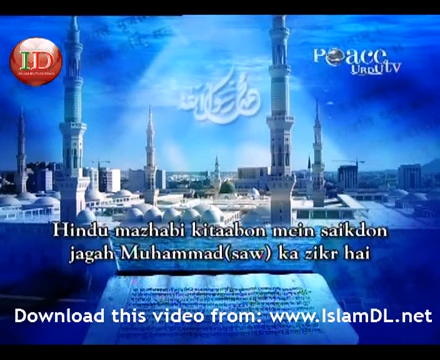 ID
Peace
URDU TV
Hindu mazhabi kitaabon mein saikdon
jagah Muhammad(saw) ka zikr hai
Download this video from: www.IslamDL.net